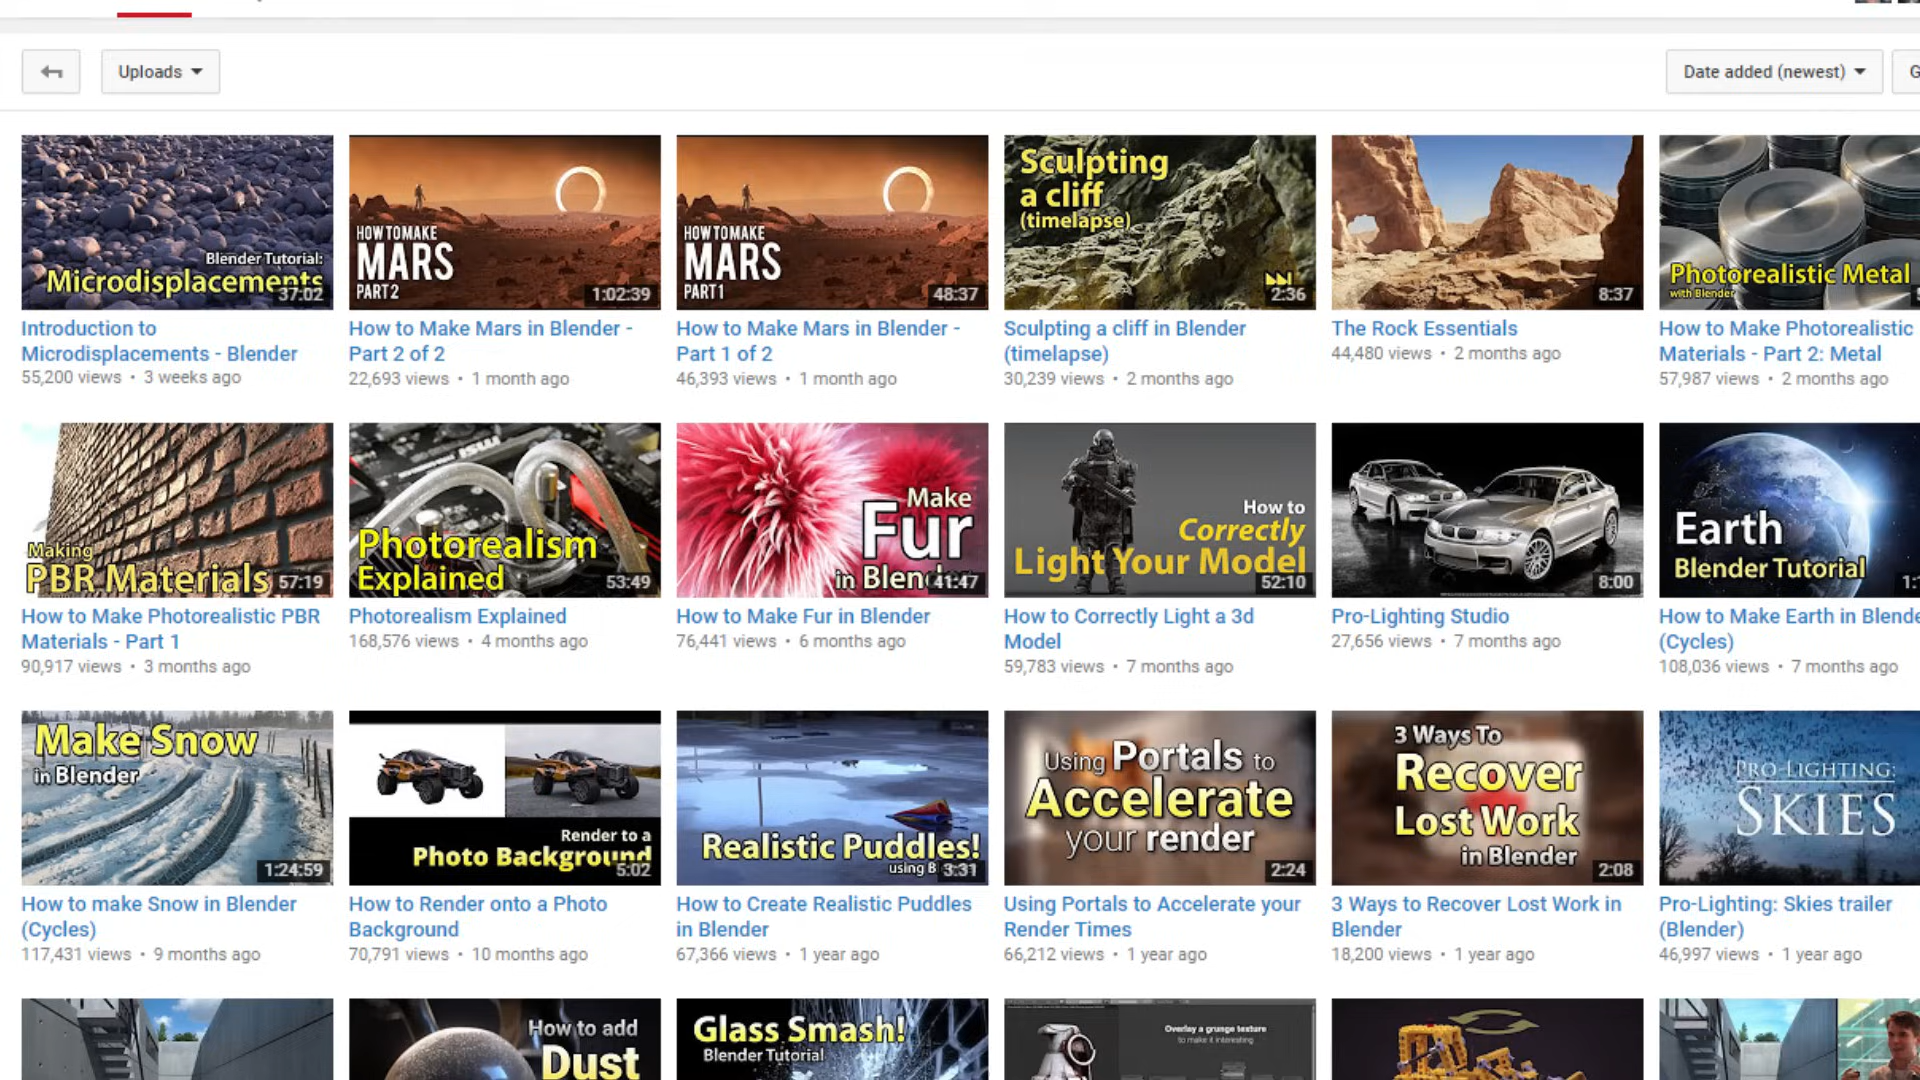 Uploads
Date added (newest)
G
Blender Tutorial:
Microdisplacements
37:02
HOW TO MAKE
MARS
PART 2
1:02:39
HOW TO MAKE
MARS
PART 1
48:37
Sculpting
a cliff
(timelapse)
2:36
8:37
Photorealistic Metal
with Blender
Introduction to
Microdisplacements - Blender
55,200 views • 3 weeks ago
How to Make Mars in Blender -
Part 2 of 2
22,693 views • 1 month ago
How to Make Mars in Blender -
Part 1 of 2
46,393 views • 1 month ago
Sculpting a cliff in Blender
(timelapse)
30,239 views • 2 months ago
The Rock Essentials
44,480 views • 2 months ago
How to Make Photorealistic
Materials - Part 2: Metal
57,987 views • 2 months ago
Making
PBR Materials
57:19
Photorealism
Explained
53:49
Make
Fur
in Blen
41:47
How to
Correctly
Light Your Model
52:10
8:00
Earth
Blender Tutorial
1:
How to Make Photorealistic PBR
Materials - Part 1
90,917 views • 3 months ago
Photorealism Explained
168,576 views • 4 months ago
How to Make Fur in Blender
76,441 views • 6 months ago
How to Correctly Light a 3d
Model
59,783 views • 7 months ago
Pro-Lighting Studio
27,656 views • 7 months ago
How to Make Earth in Blende
(Cycles)
108,036 views • 7 months ago
Make Snow
in Blender
1:24:59
Render to a
Photo Background
5:02
Realistic Puddles!
using B
3:31
Using Portals to
Accelerate
your render
2:24
3 Ways To
Recover
Lost Work
in Blender
2:08
PRO-LIGHTING:
SKIES
How to make Snow in Blender
(Cycles)
117,431 views • 9 months ago
How to Render onto a Photo
Background
70,791 views • 10 months ago
How to Create Realistic Puddles
in Blender
67,366 views • 1 year ago
Using Portals to Accelerate your
Render Times
66,212 views • 1 year ago
3 Ways to Recover Lost Work in
Blender
18,200 views • 1 year ago
Pro-Lighting: Skies trailer
(Blender)
46,997 views • 1 year ago
How to add
Dust
Glass Smash!
Blender Tutorial
Overlay a grunge texture
to make it interesting